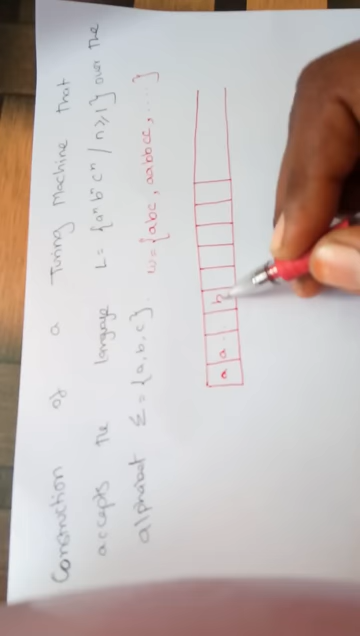 Construction of a Turing Machine that
accepts the language L = {aⁿbⁿcⁿ / n≥1} over the
alphabet Σ = {a,b,c}. w = {abc, aabbcc, ....}
a a b